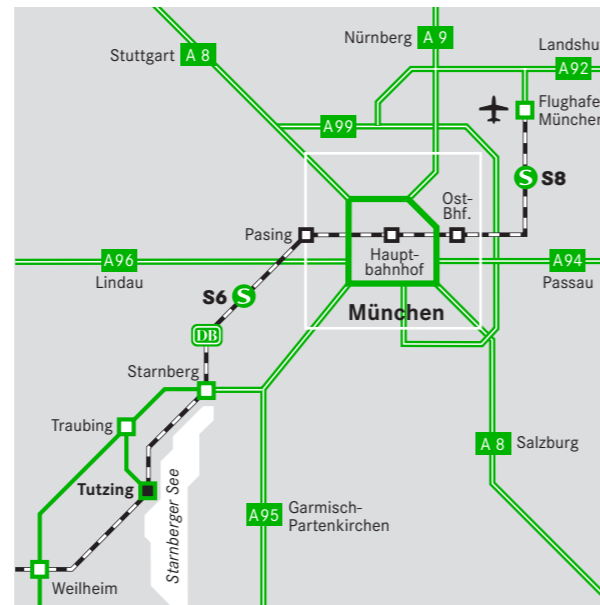 Nürnberg
A 9
Stuttgart
A 8
Landshu
A92
A99
Flughafe
München
S
S8
Ost-
Bhf.
Pasing
Haupt-
bahnhof
A96
Lindau
A94
Passau
S6
S
München
DB
Starnberg
Traubing
A 8
Salzburg
Tutzing
Starnberger See
A95
Garmisch-
Partenkirchen
Weilheim